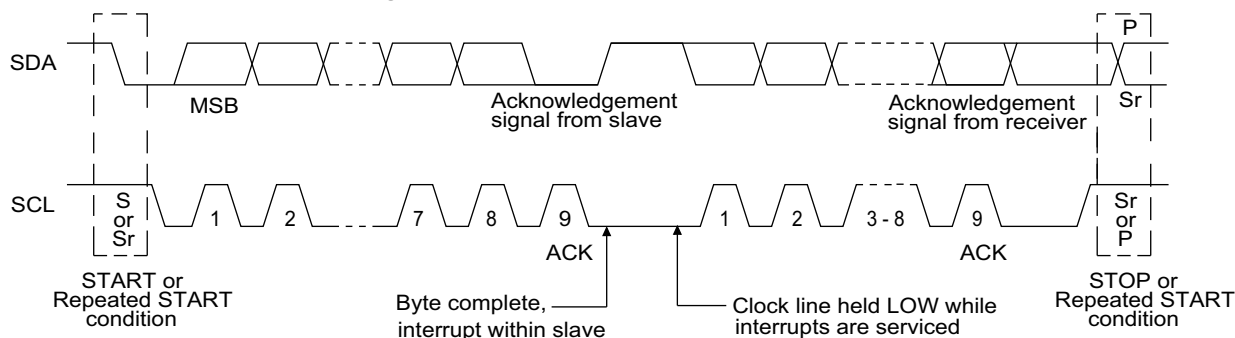 P
SDA
MSB
Acknowledgement
signal from slave
Acknowledgement
signal from receiver
Sr
SCL
S
or
Sr
1
2
7
8
9
ACK
1
2
3 - 8
9
ACK
Sr
or
P
START or
Repeated START
condition
Byte complete,
interrupt within slave
Clock line held LOW while
interrupts are serviced
STOP or
Repeated START
condition